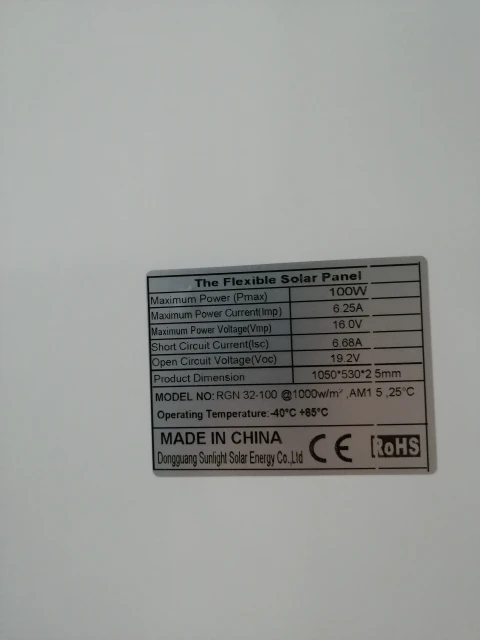 The Flexible Solar Panel
Maximum Power (Pmax) 100W
Maximum Power Current(Imp) 6.25A
Maximum Power Voltage(Vmp) 16.0V
Short Circuit Current(Isc) 6.68A
Open Circuit Voltage(Voc) 19.2V
Product Dimension 1050*530*2 5mm
MODEL NO: RGN 32-100 @1000w/m² ,AM1 5 ,25°C
Operating Temperature:-40°C +85°C
MADE IN CHINA
Dongguang Sunlight Solar Energy Co.,Ltd
CE RoHS